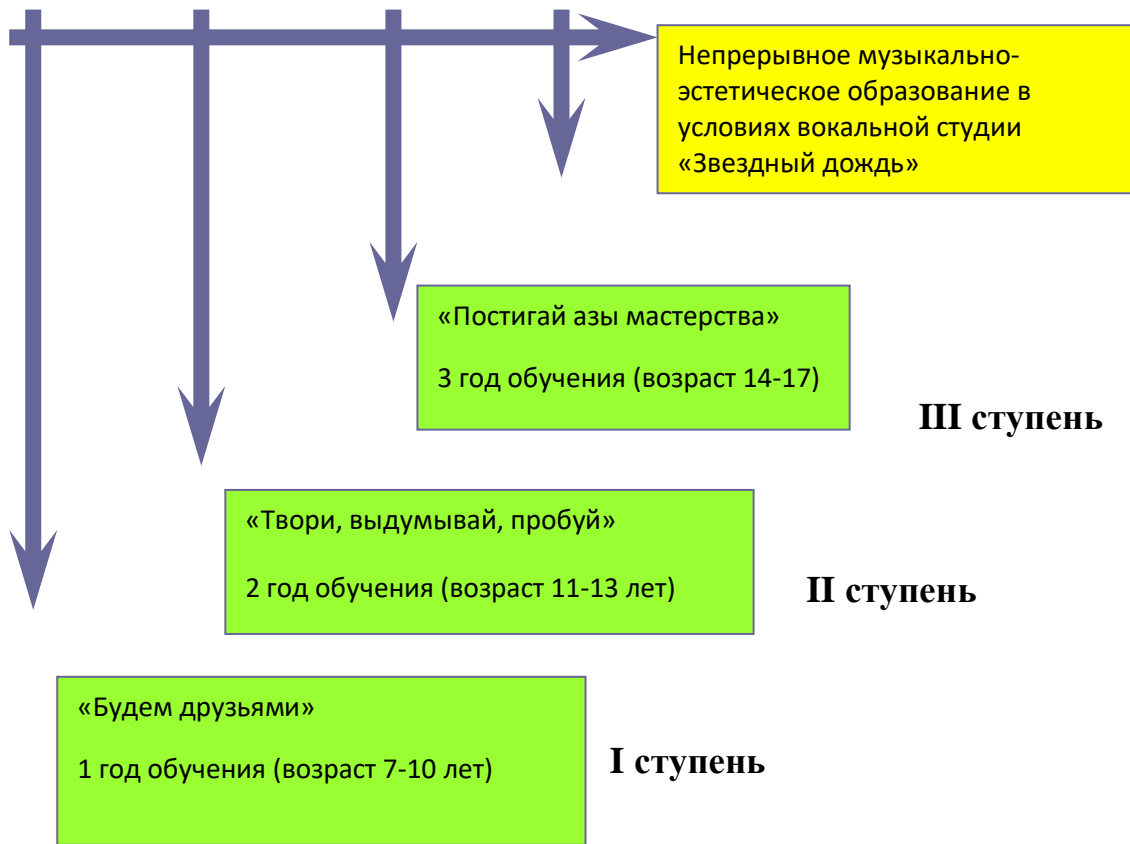 Непрерывное музыкально-
эстетическое образование в
условиях вокальной студии
«Звездный дождь»
«Постигай азы мастерства»
3 год обучения (возраст 14-17)
III ступень
«Твори, выдумывай, пробуй»
2 год обучения (возраст 11-13 лет)
II ступень
«Будем друзьями»
1 год обучения (возраст 7-10 лет)
I ступень